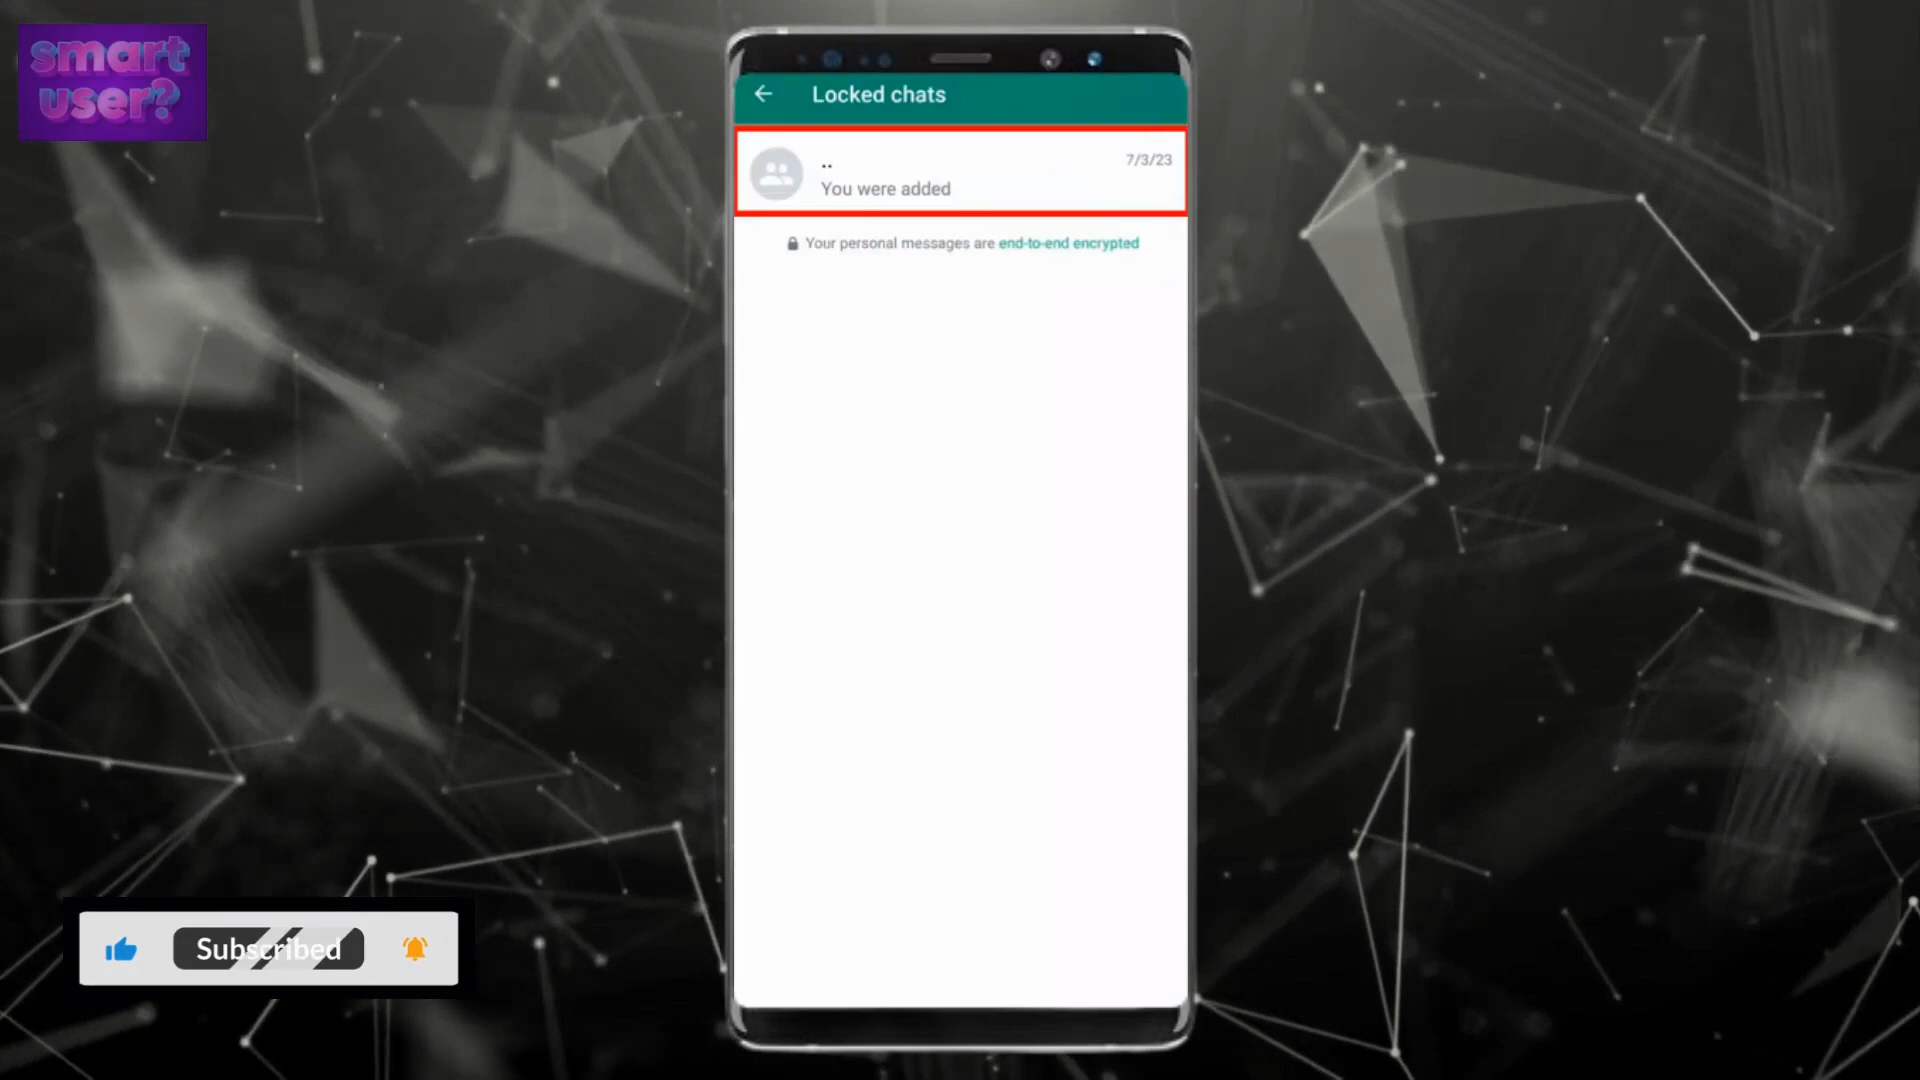 smart
user?
Locked chats
..
7/3/23
You were added
Your personal messages are end-to-end encrypted
Subscribed